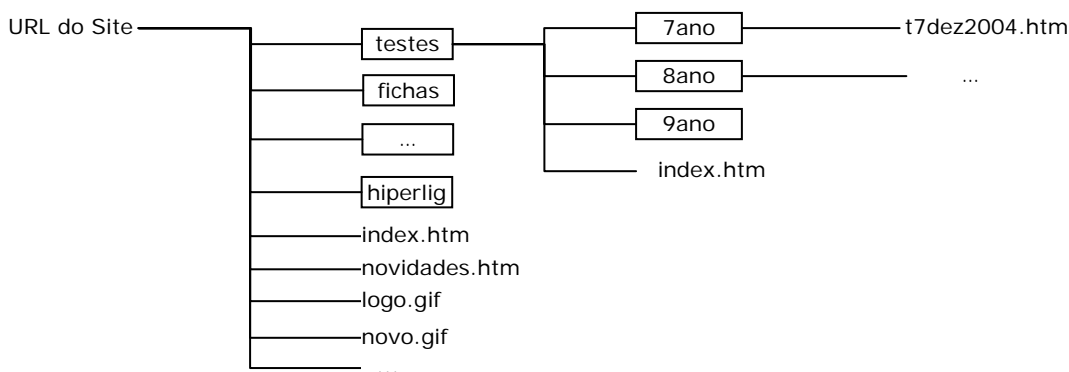 URL do Site
testes
7ano
t7dez2004.htm
8ano
...
fichas
9ano
...
index.htm
hiperlig
index.htm
novidades.htm
logo.gif
novo.gif
...